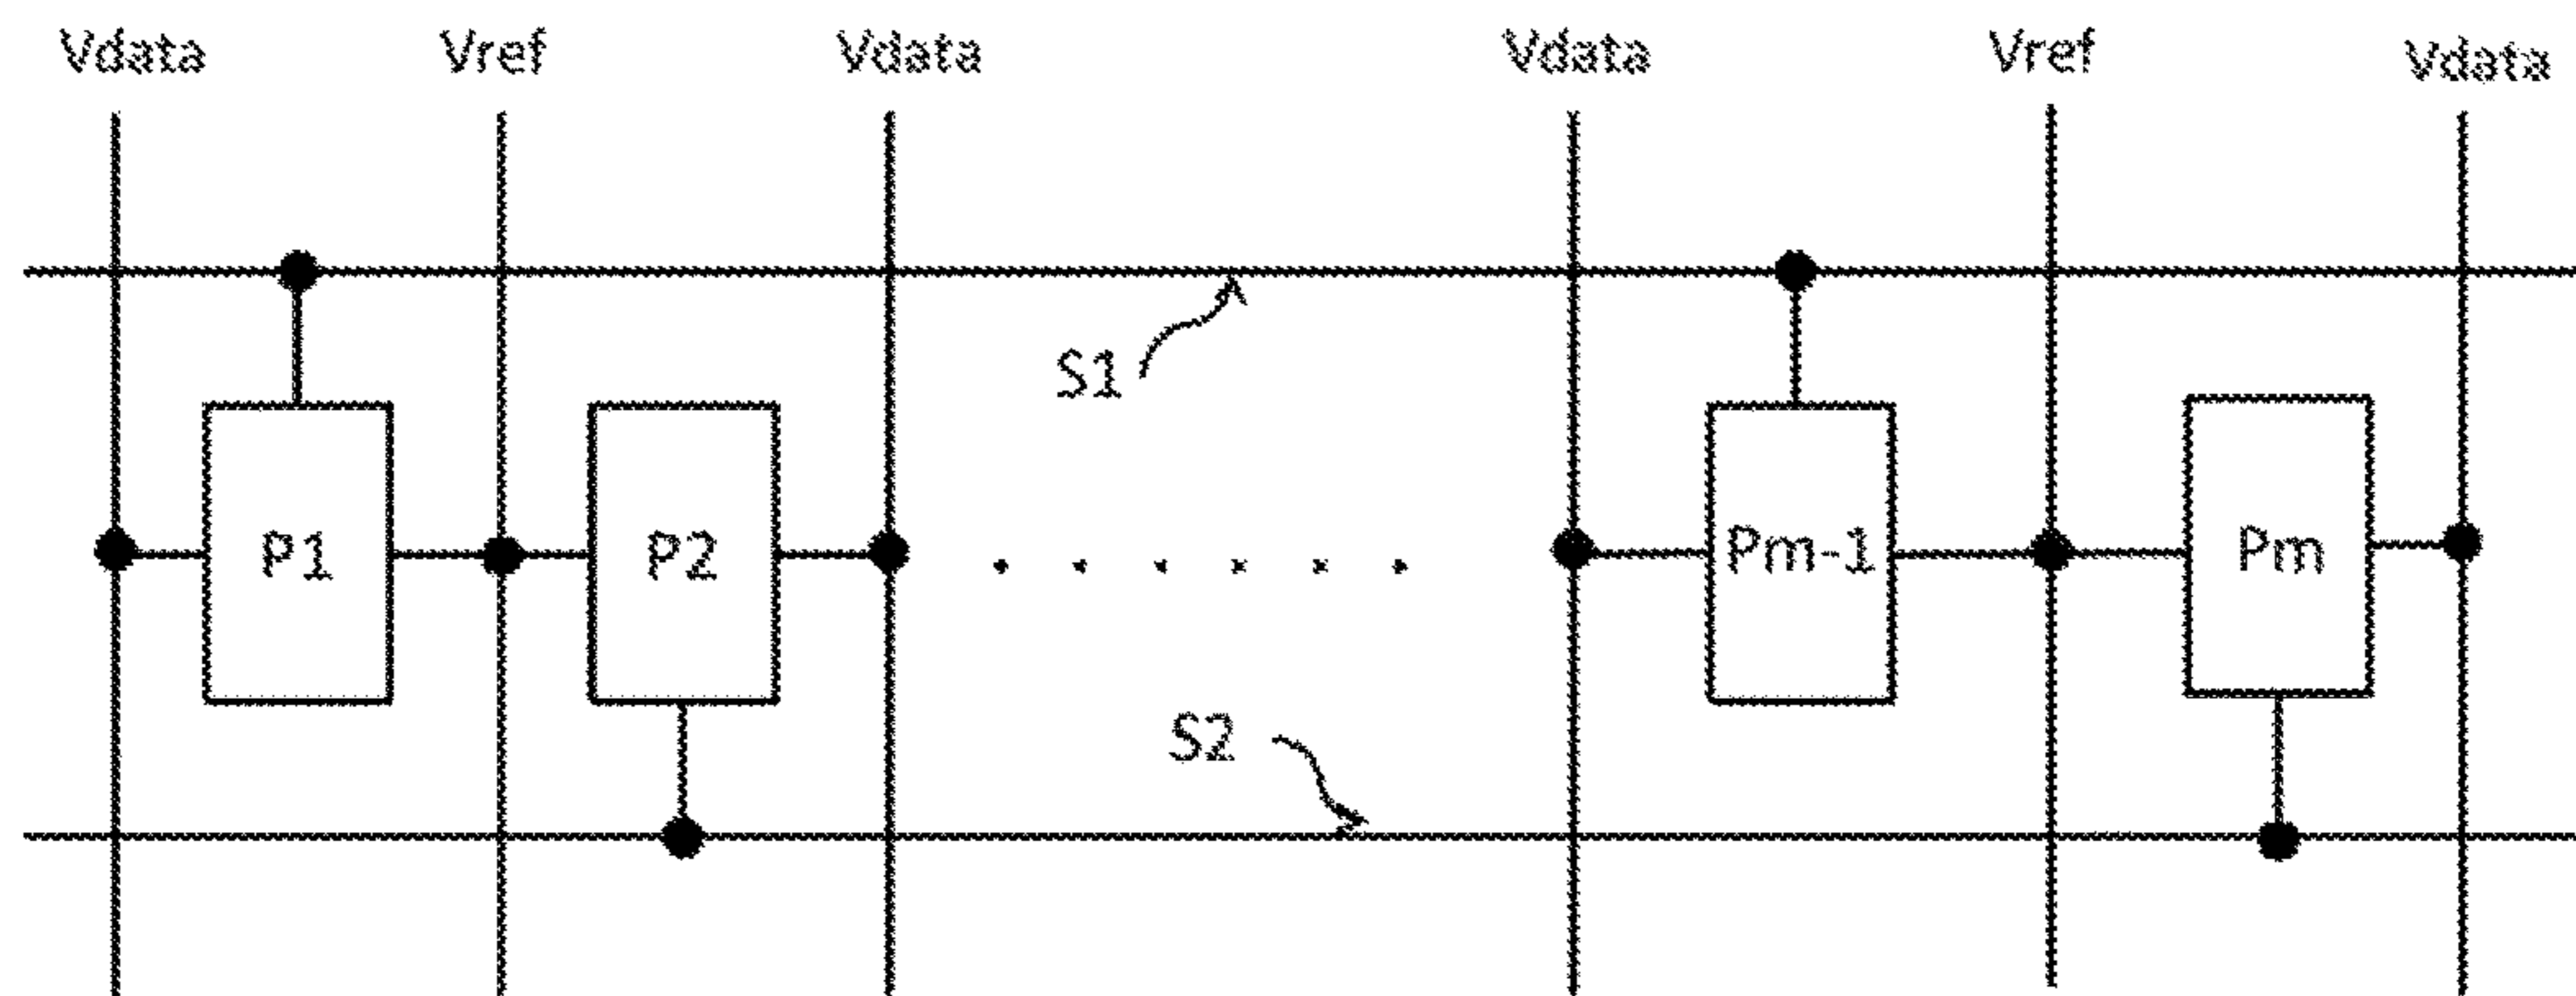 Vdata Vref Vdata Vdata Vref Vdata
S1
P1 P2 Pm-1 Pm
S2